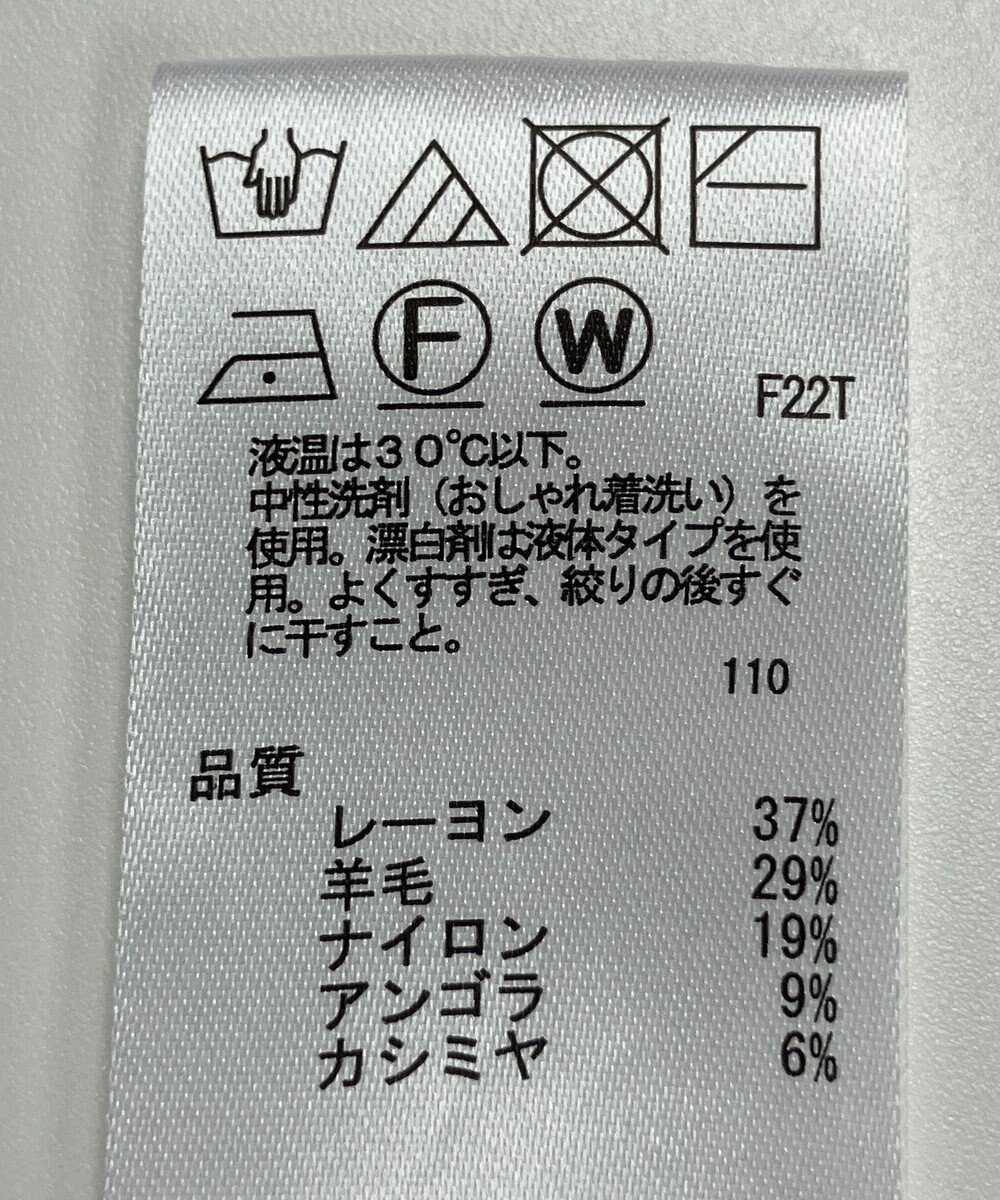 F W
F22T
液温は30℃以下。
中性洗剤（おしゃれ着洗い）を
使用。漂白剤は液体タイプを使
用。よくすすぎ、絞りの後すぐ
に干すこと。
110
品質
レーヨン 37%
羊毛 29%
ナイロン 19%
アンゴラ 9%
カシミヤ 6%